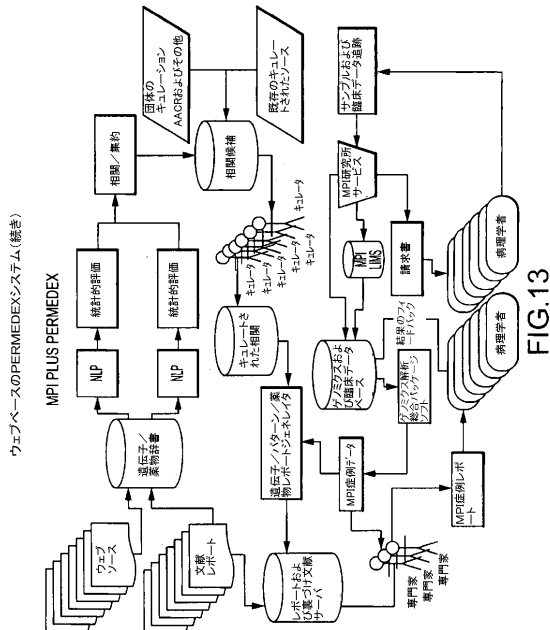 ウェブベースのPERMEDEXシステム(続き)
MPI PLUS PERMEDEX
ウェブ
ソース
文献
レポート
遺伝子/
薬物辞書
NLP
NLP
統計的評価
統計的評価
相関/集約
団体の
キュレーション
AACRおよびその他
既存のキュレー
トされたソース
相関候補
キュレータ
キュレータ
キュレータ
キュレータ
キュレータ
キュレータ
キュレートさ
れた相関
遺伝子/パターン/薬
物レポートジェネレイタ
レポートおよ
び裏づけ文献
サーバ
サンプルおよび
臨床データ追跡
MPI研究所
サービス
MPI
LIMS
請求書
ゲノミクスおよ
び臨床データ
ベース
結果のフィ
ードバック
ゲノミクス解析
総合パッケージ
ソフト
MPI症例データ
専門家
専門家
専門家
MPI症例レポ
ート
病理学者
病理学者
FIG.13